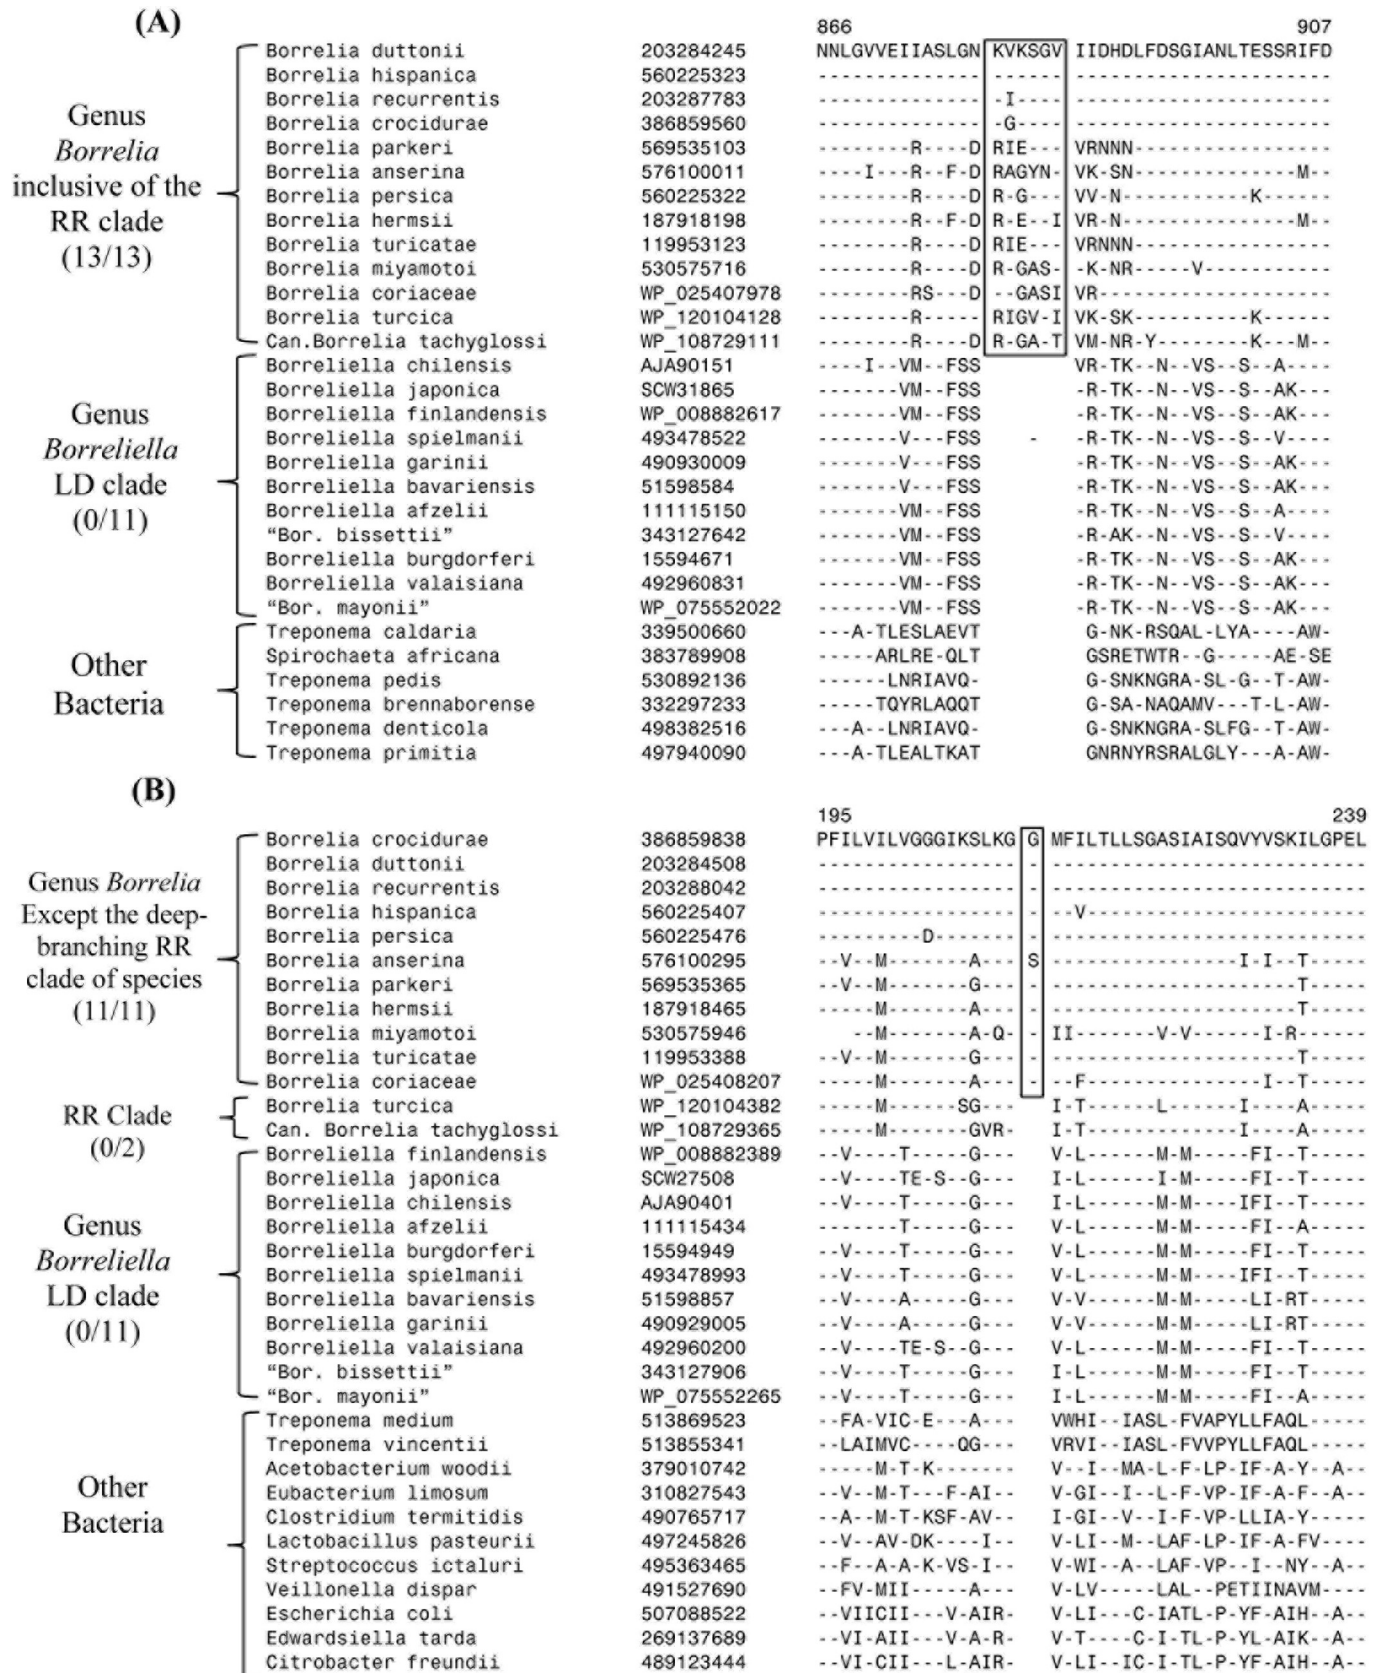 (A)
866 907
Borrelia duttonii 203284245 NNLGVVEIIASLGN KVKSGV IIDHDLFDSGIANLTESSRIFD
Borrelia hispanica 560225323 -------------- ------ ----------------------
Borrelia recurrentis 203287783 -------------- -I---- ----------------------
Borrelia crocidurae 386859560 -------------- -G---- ----------------------
Borrelia parkeri 569535103 --------R----D RIE--- VRNNN-----------------
Borrelia anserina 576100011 ----I---R--F-D RAGYN- VK-SN--------------M--
Borrelia persica 560225322 --------R----D R-G--- VV-N-----------K------
Borrelia hermsii 187918198 --------R--F-D R-E--I VR-N---------------M--
Borrelia turicatae 119953123 --------R----D RIE--- VRNNN-----------------
Borrelia miyamotoi 530575716 --------R----D R-GAS- -K-NR-----V-----------
Borrelia coriaceae WP_025407978 --------RS---D --GASI VR--------------------
Borrelia turcica WP_120104128 --------R----- RIGV-I VK-SK----------K------
Can.Borrelia tachyglossi WP_108729111 --------R----D R-GA-T VM-NR-Y--------K---M--
Genus
Borrelia
inclusive of the
RR clade
(13/13)
Borreliella chilensis AJA90151 ----I--VM--FSS VR-TK--N--VS--S--A----
Borreliella japonica SCW31865 -------VM--FSS -R-TK--N--VS--S--AK---
Borreliella finlandensis WP_008882617 -------VM--FSS -R-TK--N--VS--S--AK---
Borreliella spielmanii 493478522 -------V---FSS - -R-TK--N--VS--S--V----
Borreliella garinii 490930009 -------V---FSS -R-TK--N--VS--S--AK---
Borreliella bavariensis 51598584 -------V---FSS -R-TK--N--VS--S--AK---
Borreliella afzelii 111115150 -------VM--FSS -R-TK--N--VS--S--A----
“Bor. bissettii” 343127642 -------VM--FSS -R-AK--N--VS--S--V----
Borreliella burgdorferi 15594671 -------VM--FSS -R-TK--N--VS--S--AK---
Borreliella valaisiana 492960831 -------VM--FSS -R-TK--N--VS--S--AK---
“Bor. mayonii” WP_075552022 -------VM--FSS -R-TK--N--VS--S--AK---
Genus
Borreliella
LD clade
(0/11)
Treponema caldaria 339500660 ---A-TLESLAEVT G-NK-RSQAL-LYA----AW-
Spirochaeta africana 383789908 -----ARLRE-QLT GSRETWTR--G-----AE-SE
Treponema pedis 530892136 ------LNRIAVQ- G-SNKNGRA-SL-G--T-AW-
Treponema brennaborense 332297233 -----TQYRLAQQT G-SA-NAQAMV---T-L-AW-
Treponema denticola 498382516 ---A--LNRIAVQ- G-SNKNGRA-SLFG--T-AW-
Treponema primitia 497940090 ---A-TLEALTKAT GNRNYRSRALGLY---A-AW-
Other
Bacteria
(B)
195 239
Borrelia crocidurae 386859838 PFILVILVGGGIKSLKG G MFILTLLSGASIAISQVYVSKILGPEL
Borrelia duttonii 203284508 ----------------- - ---------------------------
Borrelia recurrentis 203288042 ----------------- - ---------------------------
Borrelia hispanica 560225407 ----------------- - --V------------------------
Borrelia persica 560225476 ---------D------- - ---------------------------
Borrelia anserina 576100295 --V--M-------A--- S ----------------I-I--T-----
Borrelia parkeri 569535365 --V--M-------G--- - ---------------------T-----
Borrelia hermsii 187918465 -----M-------A--- - ---------------------T-----
Borrelia miyamotoi 530575946 --M-------A-Q- - II-------V-V------I-R------
Borrelia turicatae 119953388 --V--M-------G--- - ---------------------T-----
Borrelia coriaceae WP_025408207 -----M-------A--- - --F---------------I--T-----
Genus Borrelia
Except the deep-
branching RR
clade of species
(11/11)
Borrelia turcica WP_120104382 -----M------SG--- I-T------L------I----A-----
Can. Borrelia tachyglossi WP_108729365 -----M-------GVR- I-T-------------I----A-----
RR Clade
(0/2)
Borreliella finlandensis WP_008882389 --V----T-----G--- V-L------M-M-----FI--T-----
Borreliella japonica SCW27508 -------TE-S--G--- I-L------I-M-----FI--T-----
Borreliella chilensis AJA90401 --V----T-----G--- I-L------M-M----IFI--T-----
Borreliella afzelii 111115434 -------T-----G--- V-L------M-M-----FI--A-----
Borreliella burgdorferi 15594949 --V----T-----G--- V-L------M-M-----FI--T-----
Borreliella spielmanii 493478993 -------T-----G--- V-L------M-M----IFI--T-----
Borreliella bavariensis 51598857 --V----A-----G--- V-V------M-M-----LI-RT-----
Borreliella garinii 490929005 --V----A-----G--- V-V------M-M-----LI-RT-----
Borreliella valaisiana 492960200 --V----TE-S--G--- V-L------M-M-----FI--T-----
“Bor. bissettii” 343127906 --V----T-----G--- I-L------M-M-----FI--T-----
“Bor. mayonii” WP_075552265 --V----T-----G--- I-L------M-M-----FI--A-----
Genus
Borreliella
LD clade
(0/11)
Treponema medium 513869523 --FA-VIC-E---A--- VWHI--IASL-FVAPYLLFAQL-----
Treponema vincentii 513855341 --LAIMVC----QG--- VRVI--IASL-FVVPYLLFAQL-----
Acetobacterium woodii 379010742 -----M-T-K------- V--I--MA-L-F-LP-IF-A-Y--A--
Eubacterium limosum 310827543 --V--M-T---F-AI-- V-GI--I--L-F-VP-IF-A-F--A--
Clostridium termitidis 490765717 --A--M-T-KSF-AV-- I-GI--V--I-F-VP-LLIA-Y-----
Lactobacillus pasteurii 497245826 --V--AV-DK----I-- V-LI--M--LAF-LP-IF-A-FV----
Streptococcus ictaluri 495363465 --F--A-A-K-VS-I-- V-WI--A--LAF-VP--I--NY--A--
Veillonella dispar 491527690 --FV-MII-----A--- V-LV-----LAL--PETIINAVM----
Escherichia coli 507088522 --VIICII---V-AIR- V-LI---C-IATL-P-YF-AIH--A--
Edwardsiella tarda 269137689 --VI-AII---V-A-R- V-T----C-I-TL-P-YL-AIK--A--
Citrobacter freundii 489123444 --VI-CII---L-AIR- V-LI--IC-I-TL-P-YF-AIH--A--
Other
Bacteria